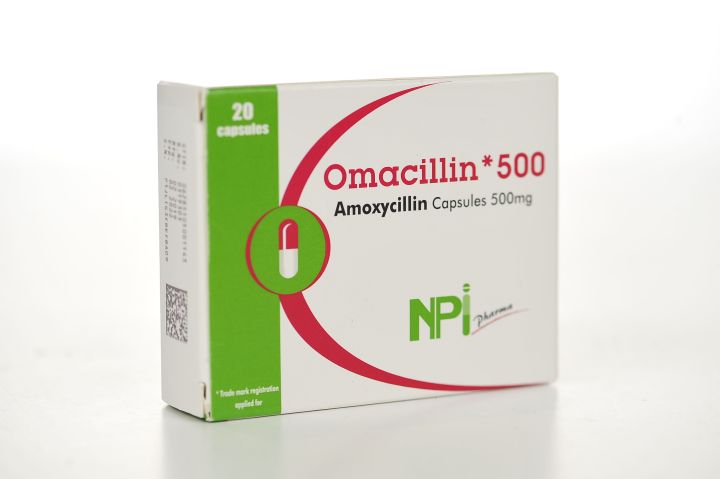 20
capsules
Omacillin*500
Amoxycillin Capsules 500mg
NPi Pharma
*Trade mark registration
applied for